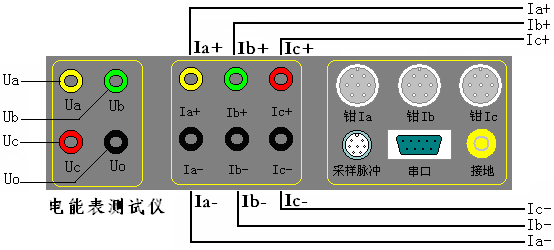 Ia+
Ib+
Ia+ Ib+ Ic+ Ic+
Ua
Ua Ub Ia+ Ib+ Ic+ 钳Ia 钳Ib 钳Ic
Ub
Uc
Uc Uo Ia- Ib- Ic- 采样脉冲 串口 接地
Uo
电能表测试仪 Ia- Ib- Ic- Ic-
Ib-
Ia-